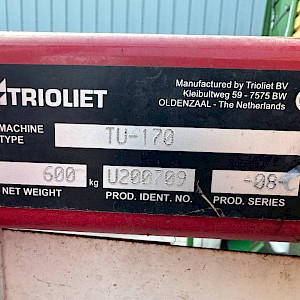 TRIOLIET
Manufactured by Trioliet BV
Kleibultweg 59 - 7575 BW
OLDENZAAL - The Netherlands
MACHINE TYPE TU-170
600 kg U200709 -08-
NET WEIGHT PROD. IDENT. NO. PROD. SERIES